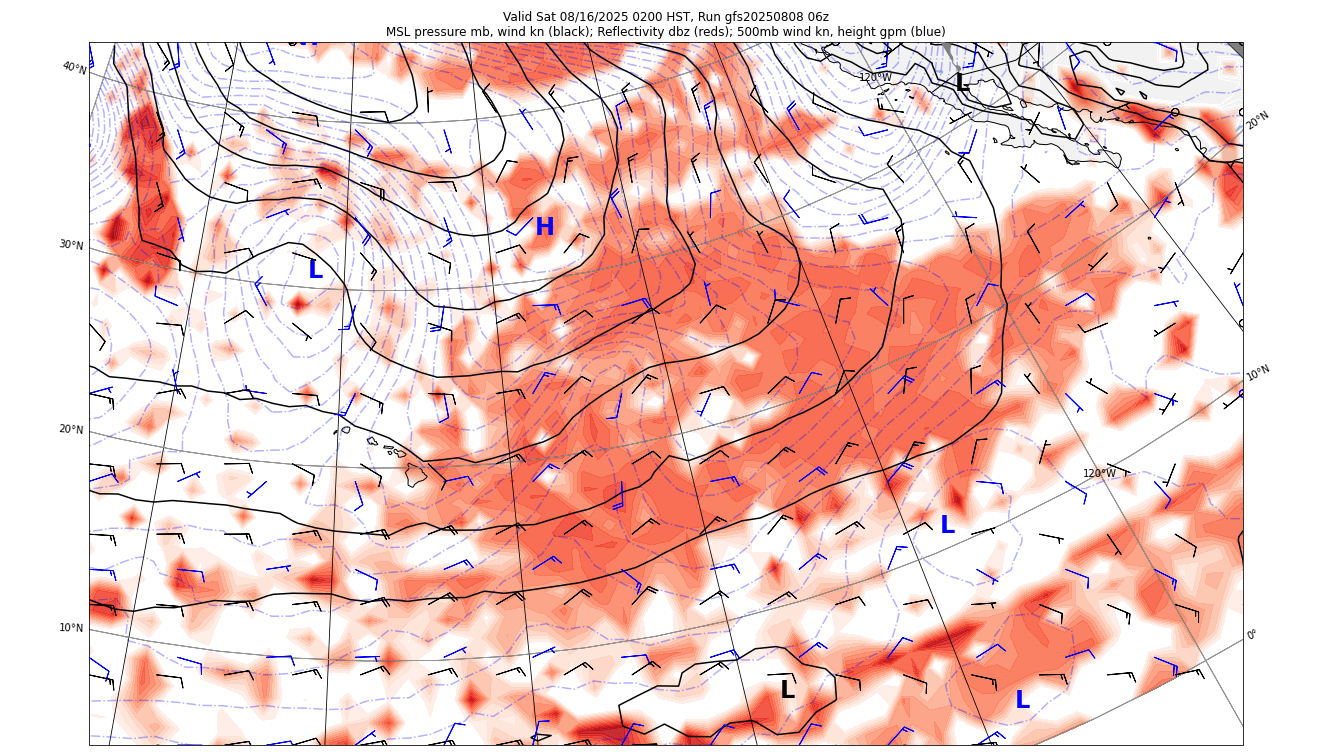 Valid Sat 08/16/2025 0200 HST, Run gfs20250808 06z
MSL pressure mb, wind kn (black); Reflectivity dbz (reds); 500mb wind kn, height gpm (blue)
40°N
120°W
L
20°N
H
30°N
L
10°N
20°N
120°W
L
10°N
0°
L
L